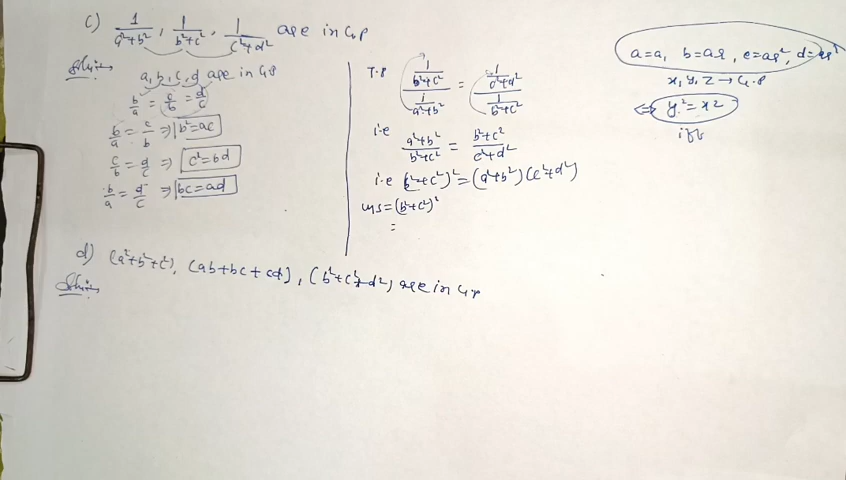 c) 1/(a²+b²), 1/(b²+c²), 1/(c²+d²) are in G.P
Soln:-
a, b, c, d are in G.P
b/a = c/b = d/c
b/a = c/b ⇒ b²=ac
c/b = d/c ⇒ c²=bd
b/a = d/c ⇒ bc=ad
T.P (1/(b²+c²))/(1/(a²+b²)) = (1/(c²+d²))/(1/(b²+c²))
i.e (a²+b²)/(b²+c²) = (b²+c²)/(c²+d²)
i.e (b²+c²)² = (a²+b²)(c²+d²)
LHS = (b²+c²)²
=
a=a, b=ar, c=ar², d=ar³
x, y, z → G.P
⇔ y²=xz
iff
d) (a²+b²+c²), (ab+bc+cd), (b²+c²+d²) are in G.P
Soln:-